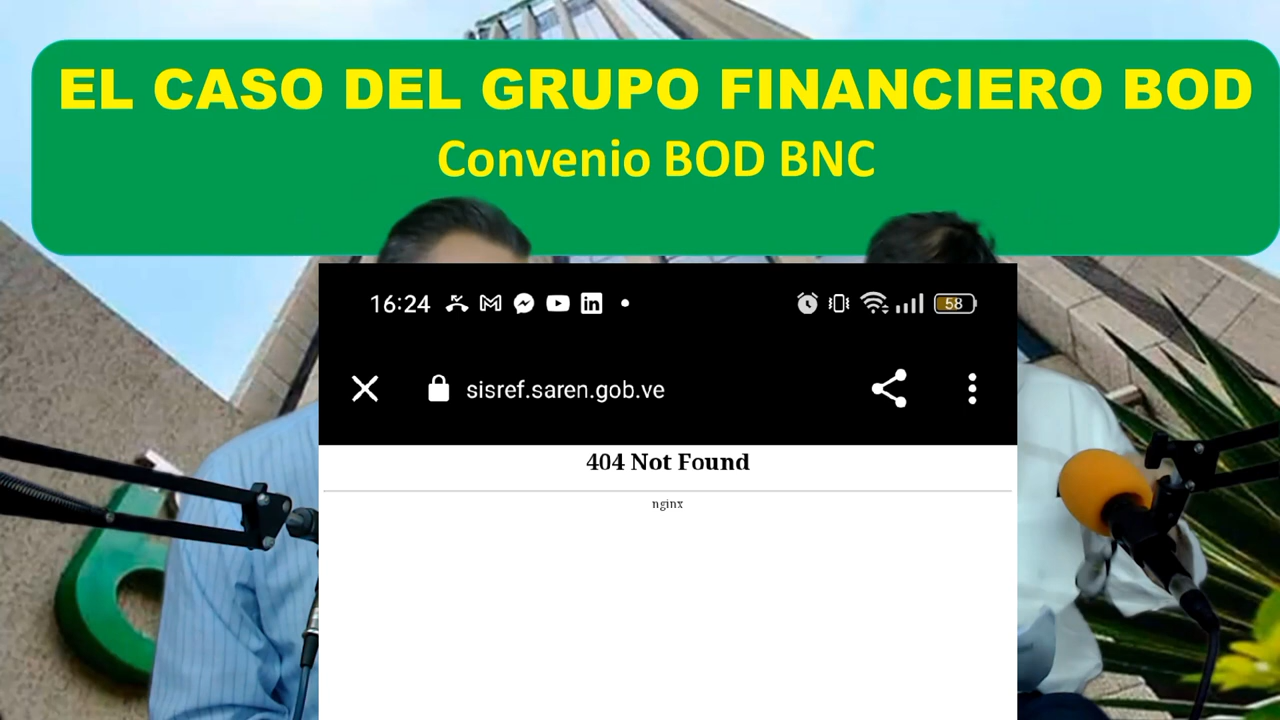 EL CASO DEL GRUPO FINANCIERO BOD
Convenio BOD BNC
16:24
58
sisref.saren.gob.ve
404 Not Found
nginx